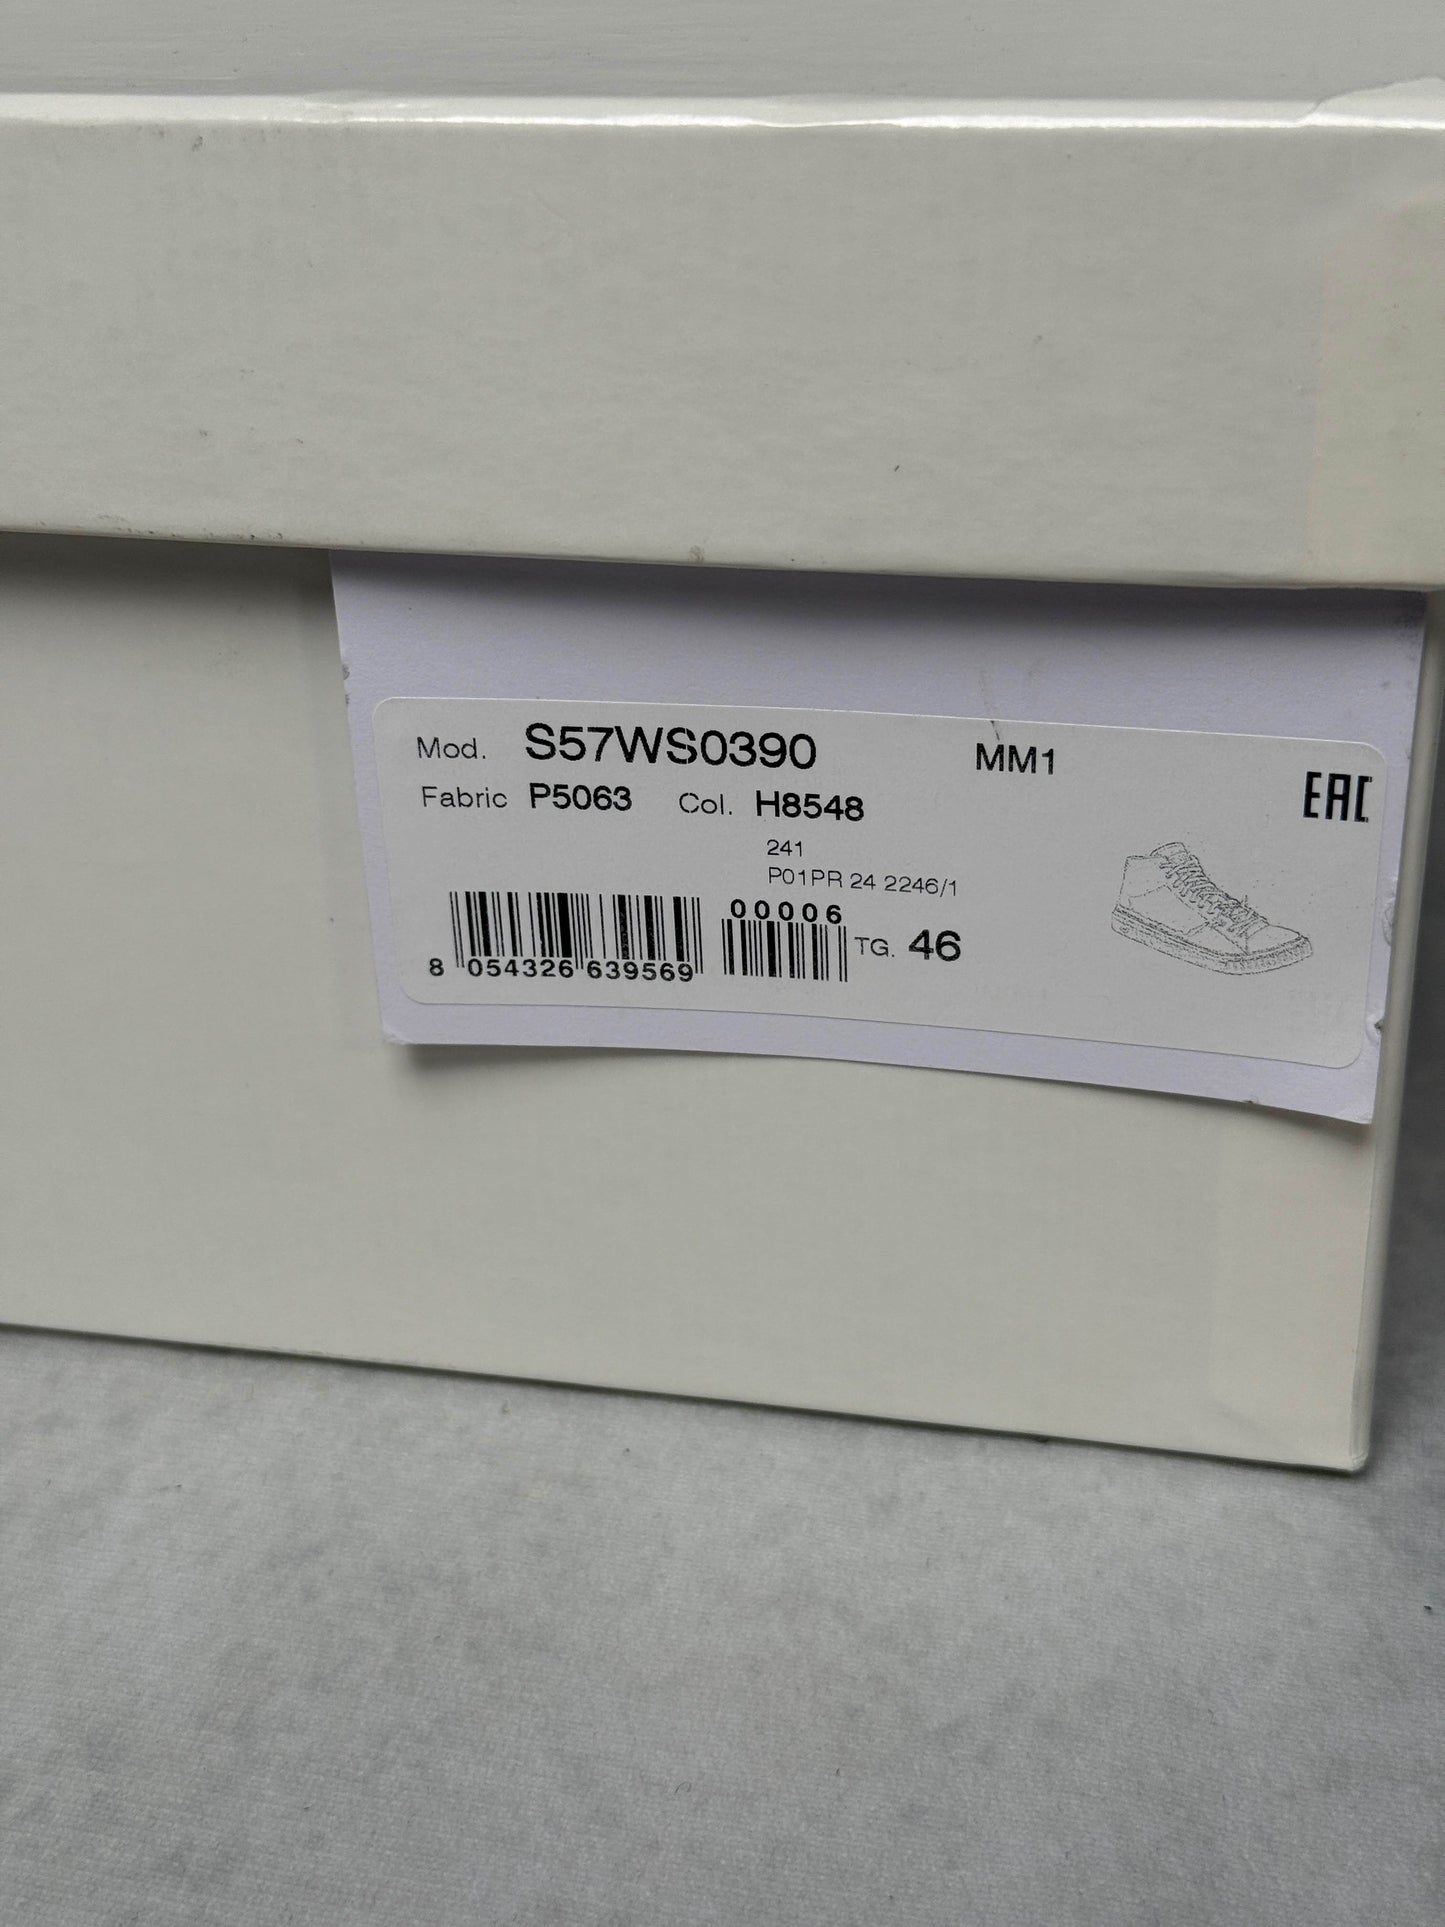 Mod. S57WS0390 MM1
EAC
Fabric P5063 Col. H8548
241
P01PR 24 2246/1
00006
8 054326 639569 TG. 46